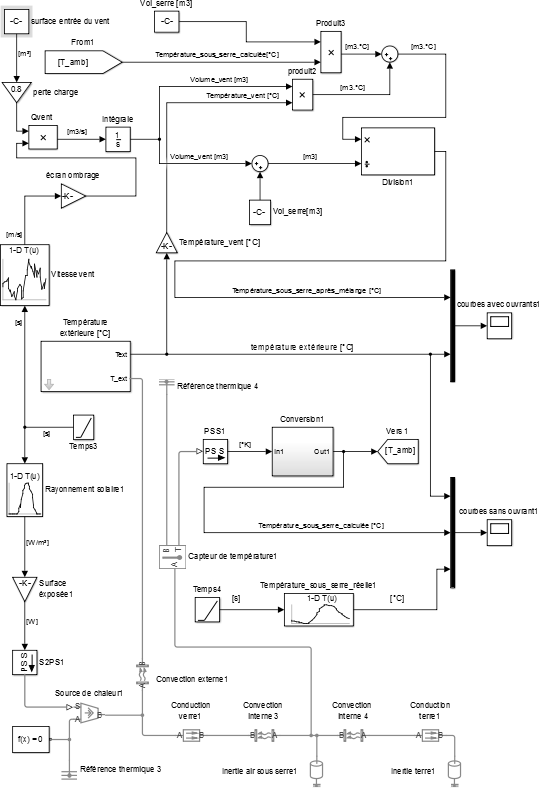 Vol_serre [m3]
-C-
surface entrée du vent
-C-
Produit3
[m3.°C]
[m3.°C]
From1
[T_amb]
Température_sous_serre_calculée[°C]
×
[m³]
0.8
perte charge
produit2
[m3.°C]
Volume_vent [m3]
Température_vent [°C]
×
Qvent
×
[m3/s]
Intégrale
1
s
Volume_vent [m3]
[m3]
×
÷
Division1
écran ombrage
-K-
-C-
Vol_serre[m3]
[m/s]
-K-
Température_vent [°C]
1-D T(u)
Vitesse vent
Température_sous_serre_après_mélange [°C]
courbes avec ouvrants1
[s]
Température
extérieure [°C]
Text
température extérieure [°C]
T_ext
Référence thermique 4
[s]
Temps3
PSS1
PS S
[°K]
Conversion1
In1
Out1
Vers 1
[T_amb]
1-D T(u)
Rayonnement solaire1
courbes sans ouvrant1
Température_sous_serre_calculée [°C]
[W/m²]
B
T
A
Capteur de température1
-K-
Surface
éxposée1
Temps4
[s]
Température_sous_serre_réelle1
1-D T(u)
[°C]
[W]
PS S
S2PS1
B
A
Convection externe1
Source de chaleur1
S
A
B
f(x) = 0
Conduction
verre1
A
B
Convection
interne 3
A
B
Convection
interne 4
A
B
Conduction
terre1
A
B
Référence thermique 3
inertie air sous serre1
Inertie terre1